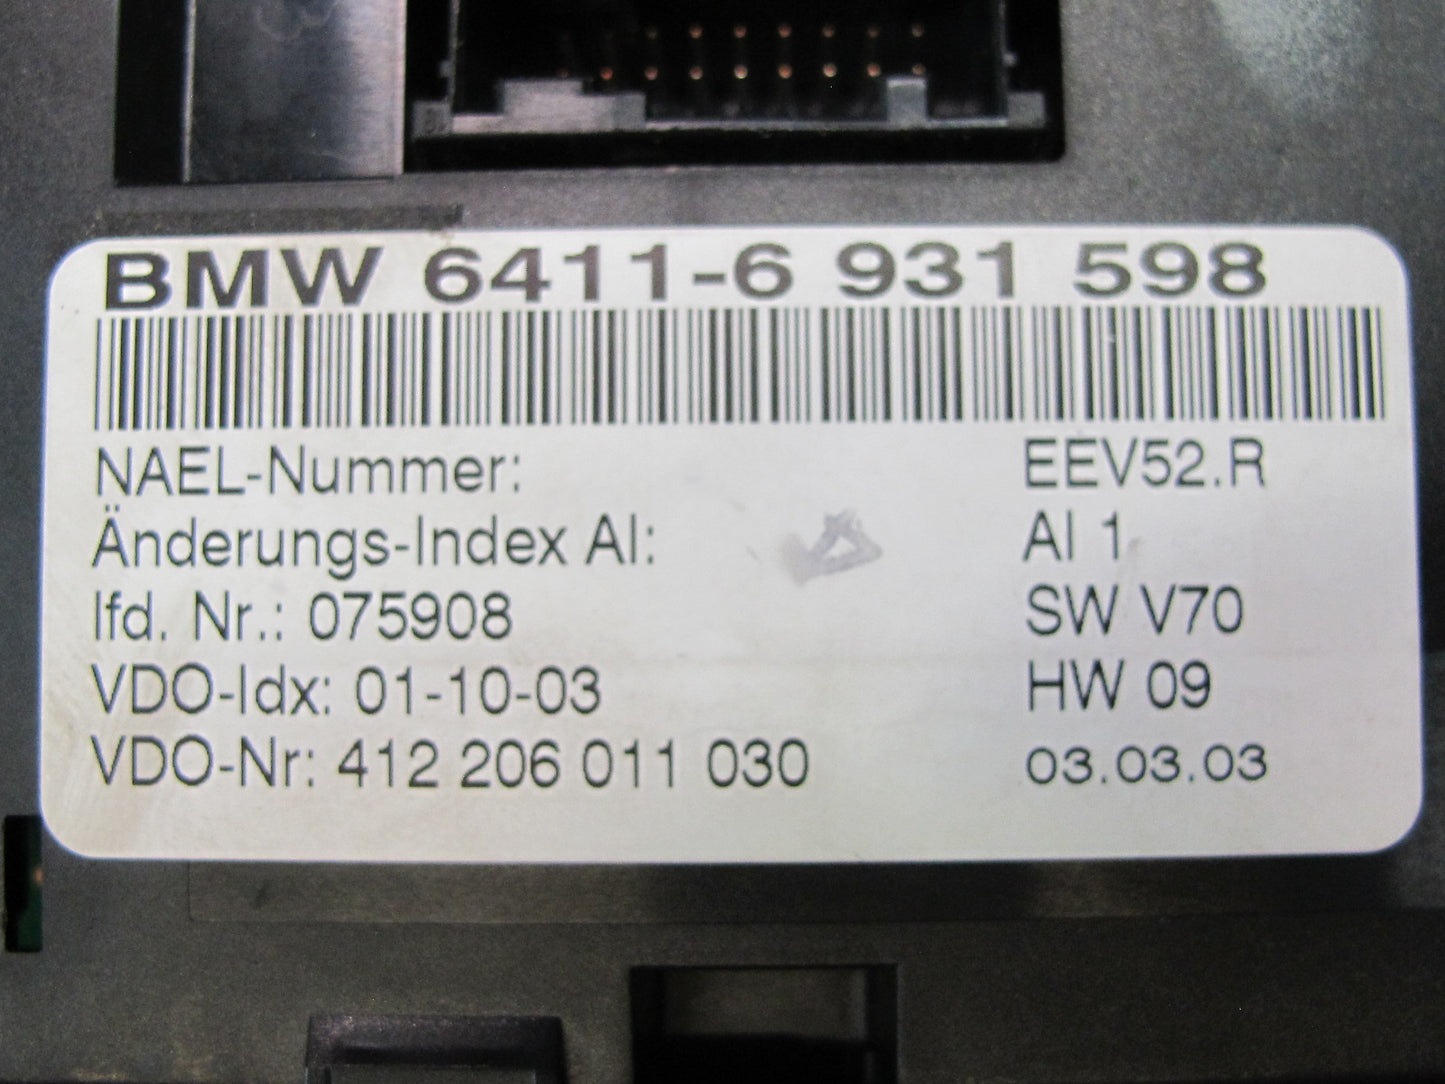 BMW 6411-6 931 598
NAEL-Nummer: EEV52.R
Änderungs-Index AI: AI 1
lfd. Nr.: 075908 SW V70
VDO-Idx: 01-10-03 HW 09
VDO-Nr: 412 206 011 030 03.03.03